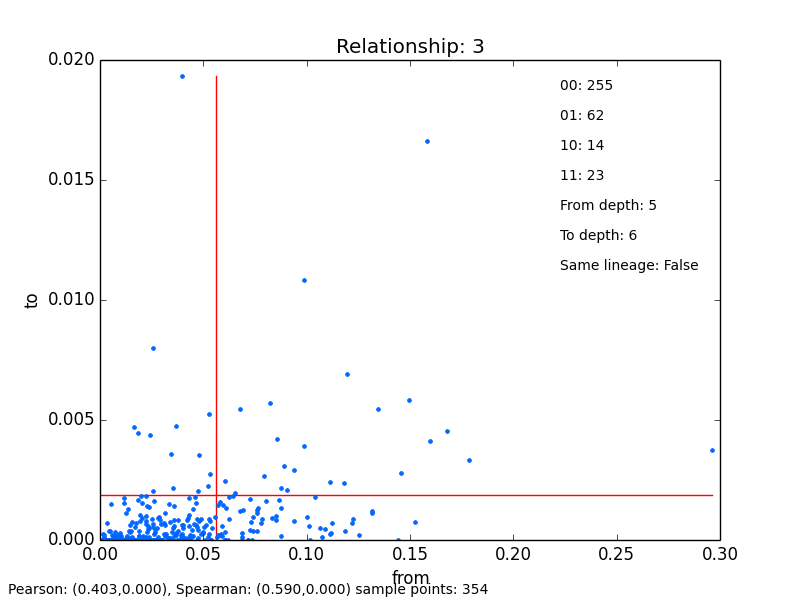 Relationship: 3
0.020
0.015
0.010
0.005
0.000
to
00: 255
01: 62
10: 14
11: 23
From depth: 5
To depth: 6
Same lineage: False
0.00 0.05 0.10 0.15 0.20 0.25 0.30
from
Pearson: (0.403,0.000), Spearman: (0.590,0.000) sample points: 354